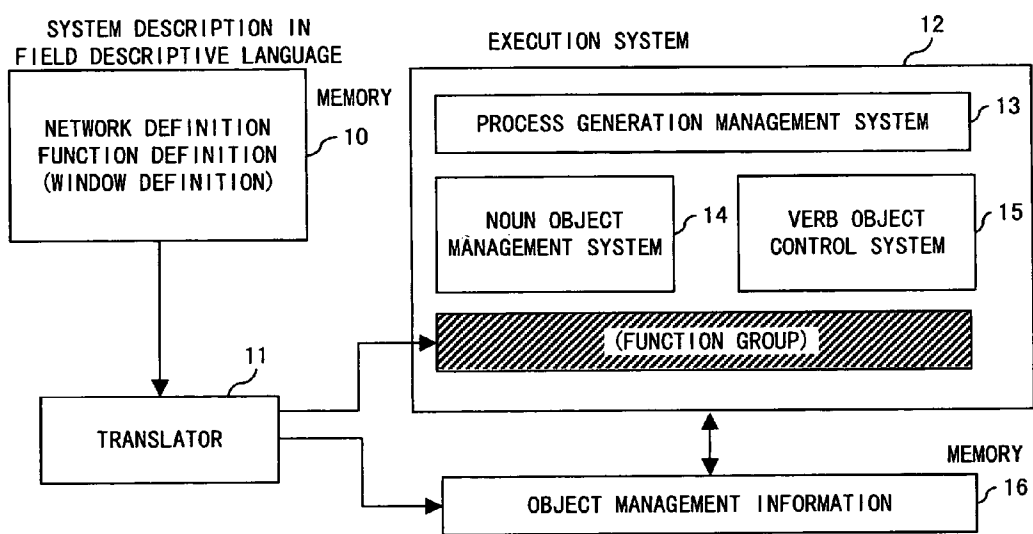 SYSTEM DESCRIPTION IN
FIELD DESCRIPTIVE LANGUAGE
MEMORY
10
NETWORK DEFINITION
FUNCTION DEFINITION
(WINDOW DEFINITION)
11
TRANSLATOR
EXECUTION SYSTEM
12
PROCESS GENERATION MANAGEMENT SYSTEM
13
NOUN OBJECT
MANAGEMENT SYSTEM
14
VERB OBJECT
CONTROL SYSTEM
15
(FUNCTION GROUP)
MEMORY
OBJECT MANAGEMENT INFORMATION
16